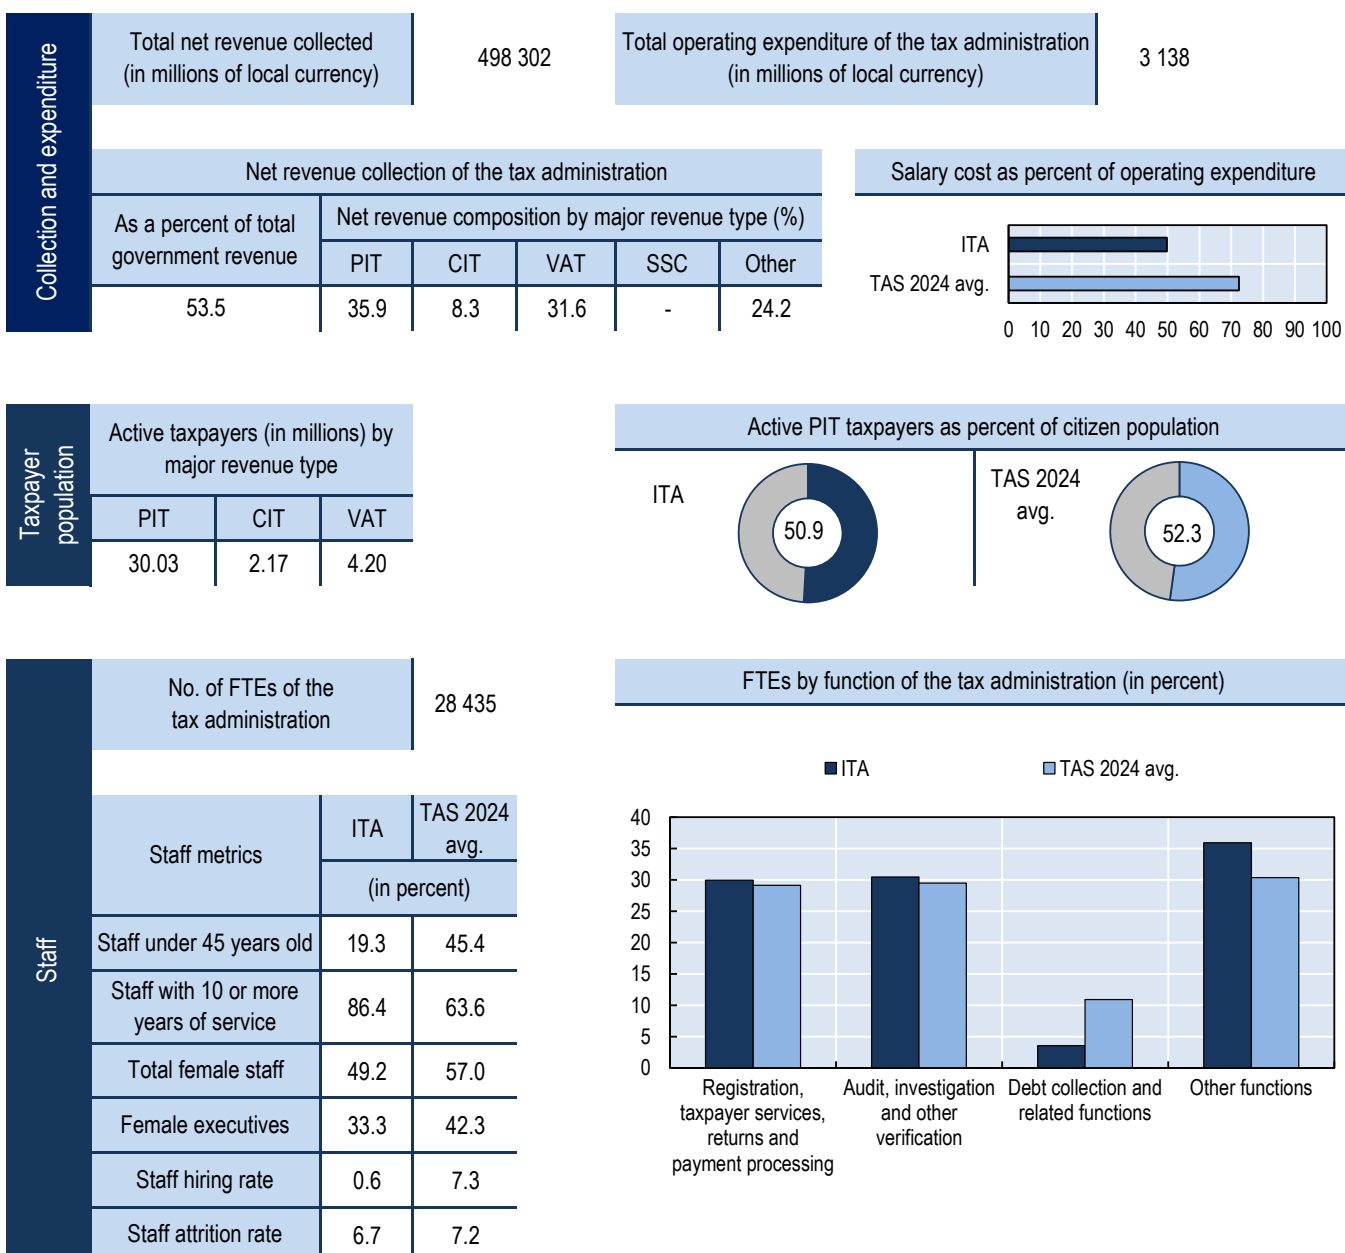 Collection and expenditure
Total net revenue collected
(in millions of local currency)
498 302
Total operating expenditure of the tax administration
(in millions of local currency)
3 138
Net revenue collection of the tax administration
As a percent of total
government revenue
Net revenue composition by major revenue type (%)
PIT CIT VAT SSC Other
53.5 35.9 8.3 31.6 - 24.2
Salary cost as percent of operating expenditure
ITA
TAS 2024 avg.
0 10 20 30 40 50 60 70 80 90 100
Taxpayer
population
Active taxpayers (in millions) by
major revenue type
PIT CIT VAT
30.03 2.17 4.20
Active PIT taxpayers as percent of citizen population
ITA
50.9
TAS 2024
avg.
52.3
Staff
No. of FTEs of the
tax administration
28 435
Staff metrics
ITA
TAS 2024
avg.
(in percent)
Staff under 45 years old 19.3 45.4
Staff with 10 or more
years of service
86.4 63.6
Total female staff 49.2 57.0
Female executives 33.3 42.3
Staff hiring rate 0.6 7.3
Staff attrition rate 6.7 7.2
FTEs by function of the tax administration (in percent)
ITA
TAS 2024 avg.
40
35
30
25
20
15
10
5
0
Registration,
taxpayer services,
returns and
payment processing
Audit, investigation
and other
verification
Debt collection and
related functions
Other functions